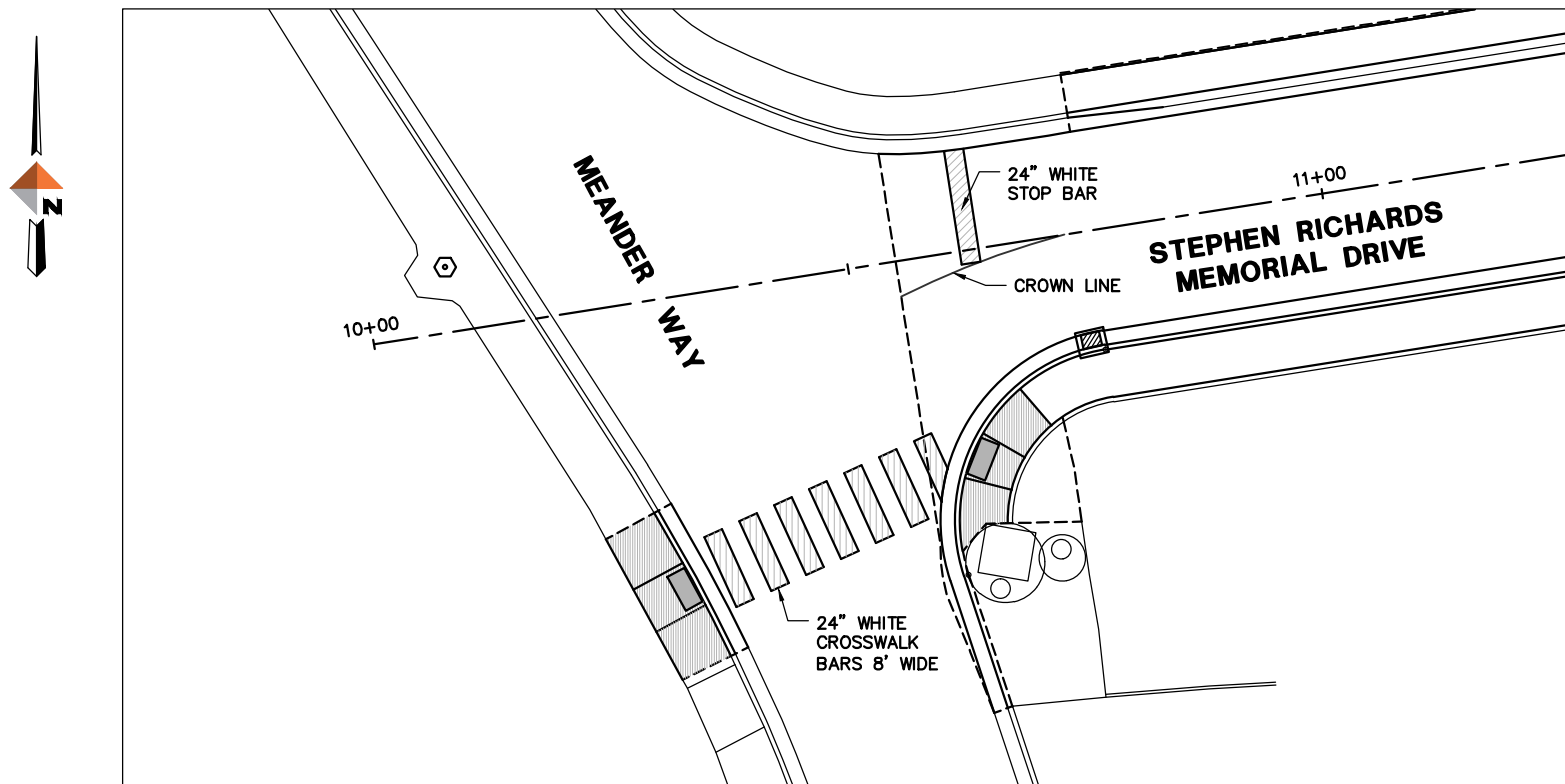 N
MEANDER WAY
24" WHITE
STOP BAR
11+00
STEPHEN RICHARDS
MEMORIAL DRIVE
CROWN LINE
10+00
24" WHITE
CROSSWALK
BARS 8' WIDE